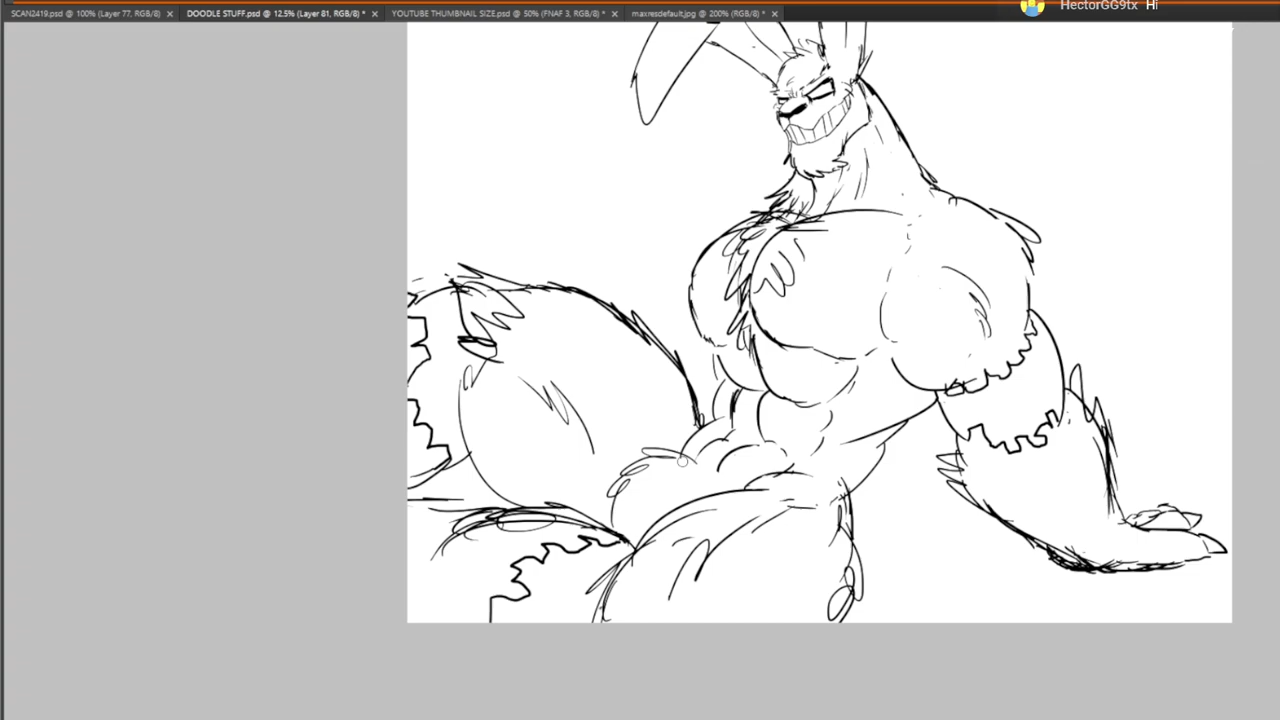 HectorGG9tx Hi
SCAN2419.psd @ 100% (Layer 77, RGB/8) × DOODLE STUFF.psd @ 12.5% (Layer 81, RGB/8) * × YOUTUBE THUMBNAIL SIZE.psd @ 50% (FNAF 3, RGB/8) * × maxresdefault.jpg @ 200% (RGB/8) * ×